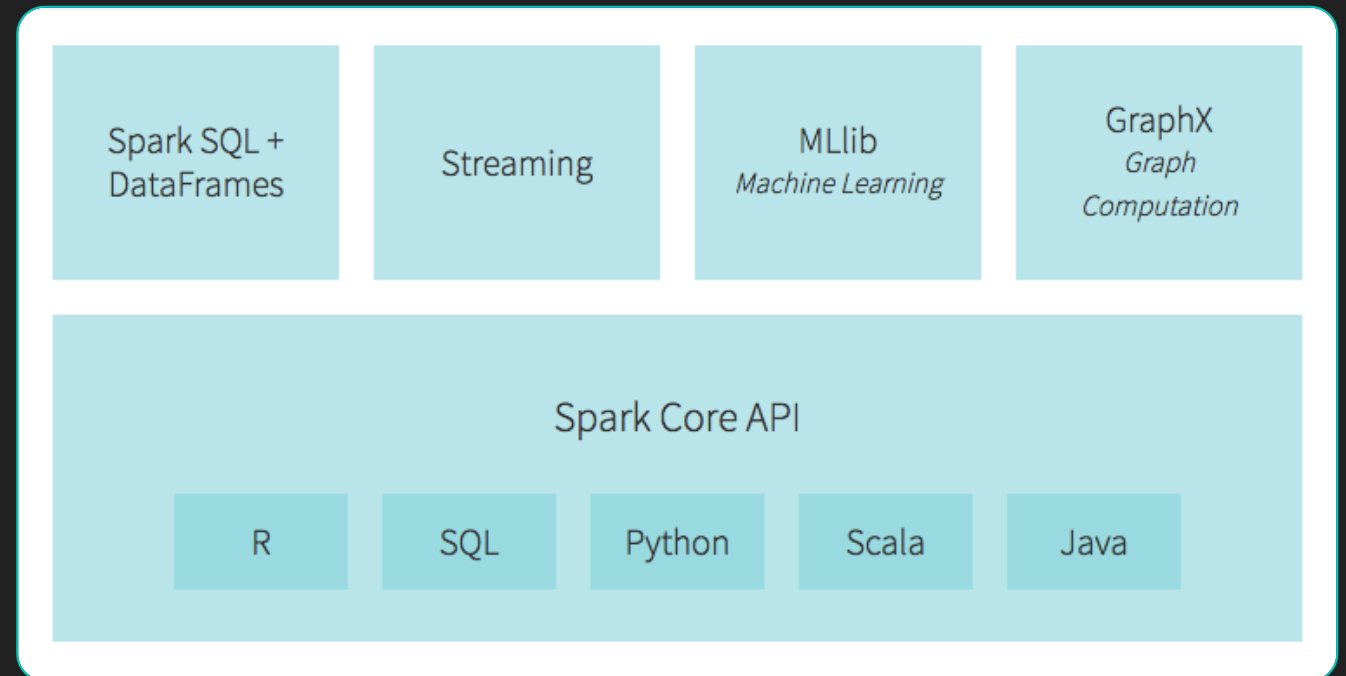 Spark SQL +
DataFrames
Streaming
MLlib
Machine Learning
GraphX
Graph
Computation
Spark Core API
R
SQL
Python
Scala
Java